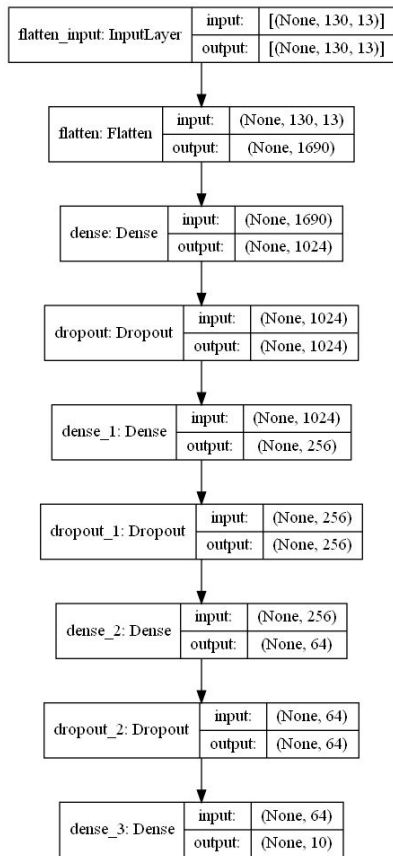 flatten_input: InputLayer
input: [(None, 130, 13)]
output: [(None, 130, 13)]
flatten: Flatten
input: (None, 130, 13)
output: (None, 1690)
dense: Dense
input: (None, 1690)
output: (None, 1024)
dropout: Dropout
input: (None, 1024)
output: (None, 1024)
dense_1: Dense
input: (None, 1024)
output: (None, 256)
dropout_1: Dropout
input: (None, 256)
output: (None, 256)
dense_2: Dense
input: (None, 256)
output: (None, 64)
dropout_2: Dropout
input: (None, 64)
output: (None, 64)
dense_3: Dense
input: (None, 64)
output: (None, 10)